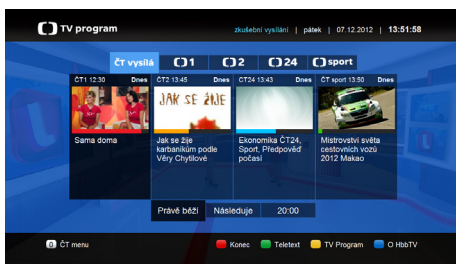 TV program
zkušební vysílání | pátek | 07.12.2012 | 13:51:58
ČT vysílá 1 2 24 sport
ČT1 12:30 Dnes ČT2 13:45 Dnes CT24 13:43 Dnes ČT sport 13:50 Dnes
JAK SE ŽIJE
Sama doma
Jak se žije
karbaníkům podle
Věry Chytilové
Ekonomika ČT24,
Sport, Předpověď
počasí
Mistrovství světa
cestovních vozů
2012 Makao
Právě běží Následuje 20:00
0 ČT menu Konec Teletext TV Program O HbbTV